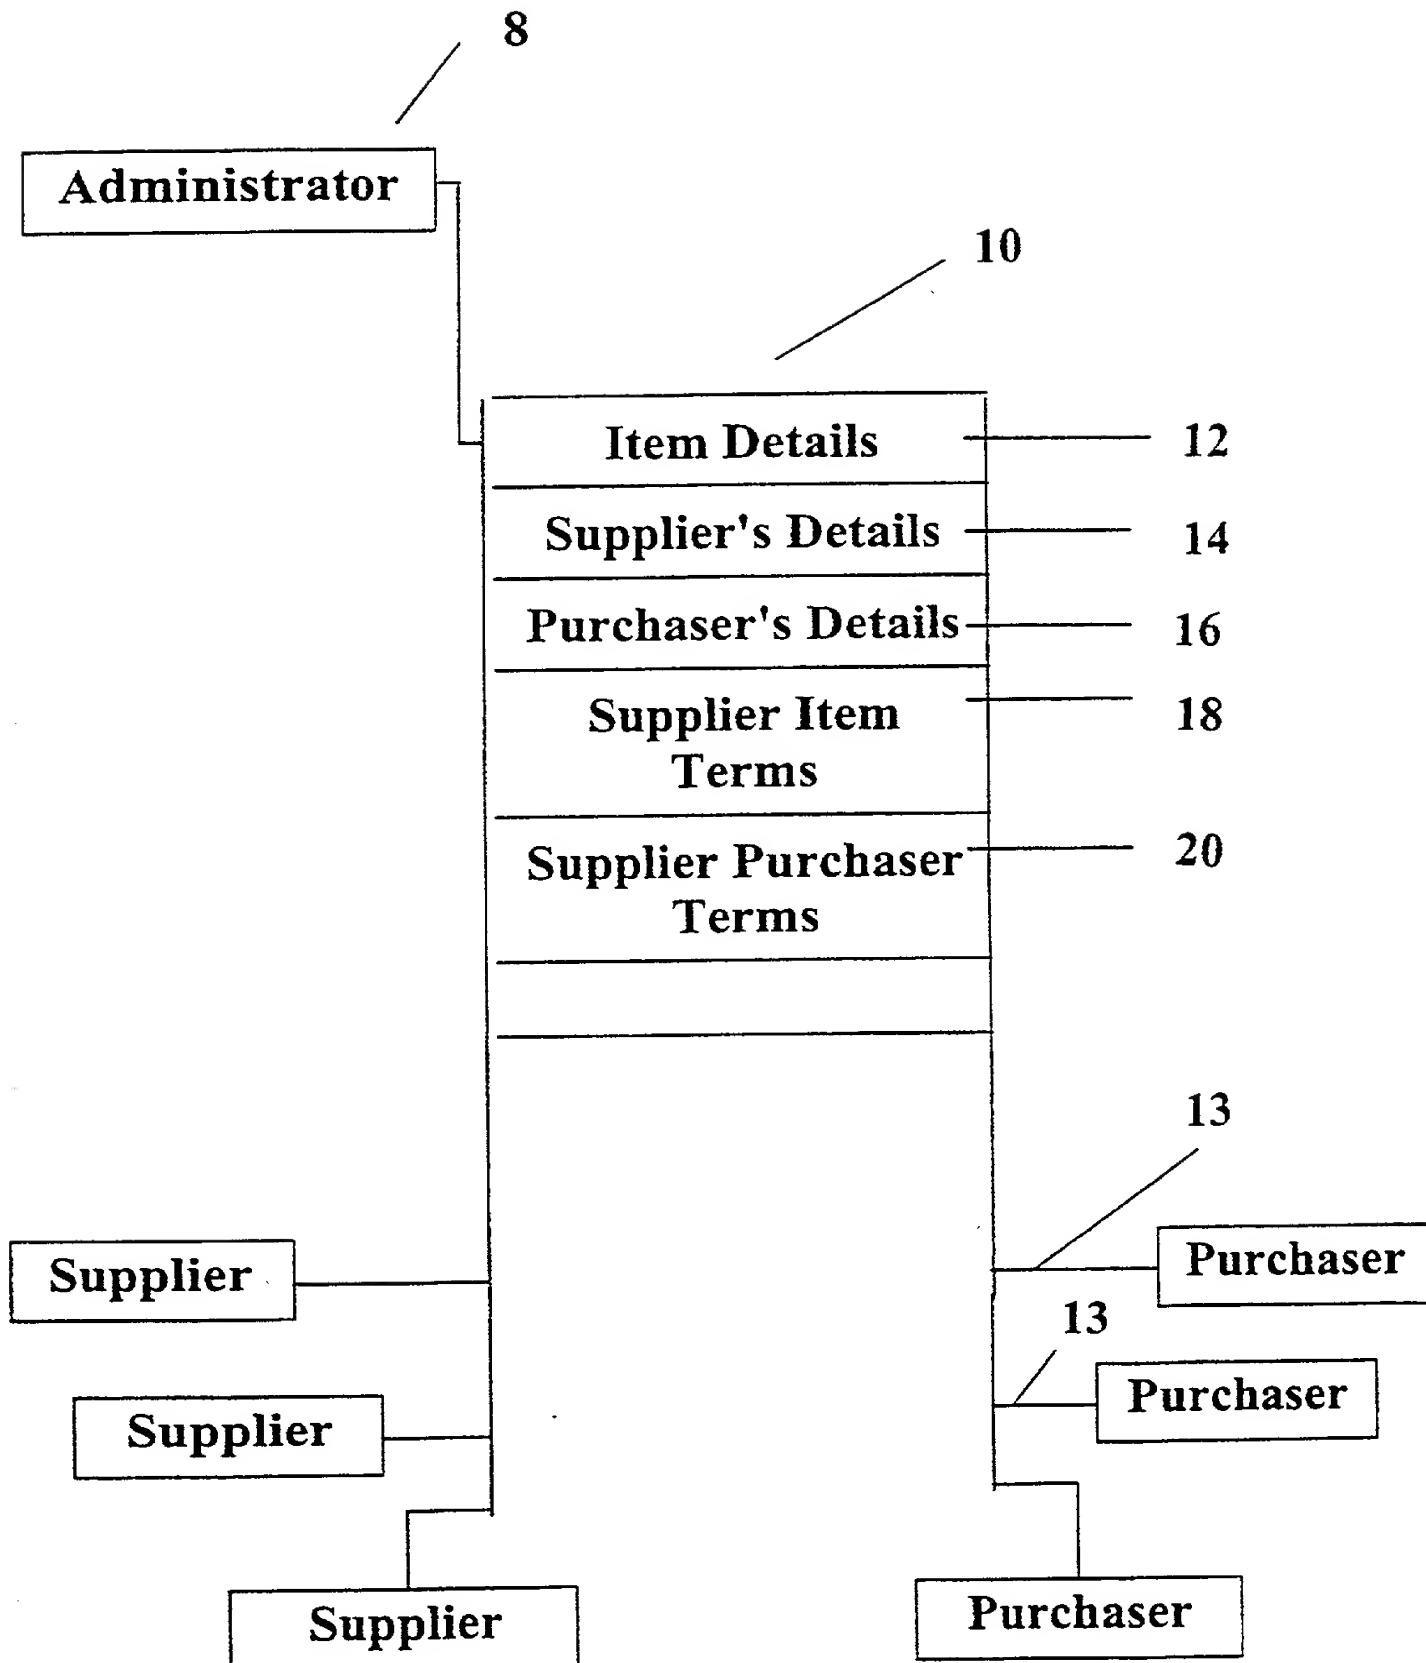 8
Administrator
10
Item Details
12
Supplier's Details
14
Purchaser's Details
16
Supplier Item
Terms
18
Supplier Purchaser
Terms
20
13
Supplier
Purchaser
13
Supplier
Purchaser
Supplier
Purchaser